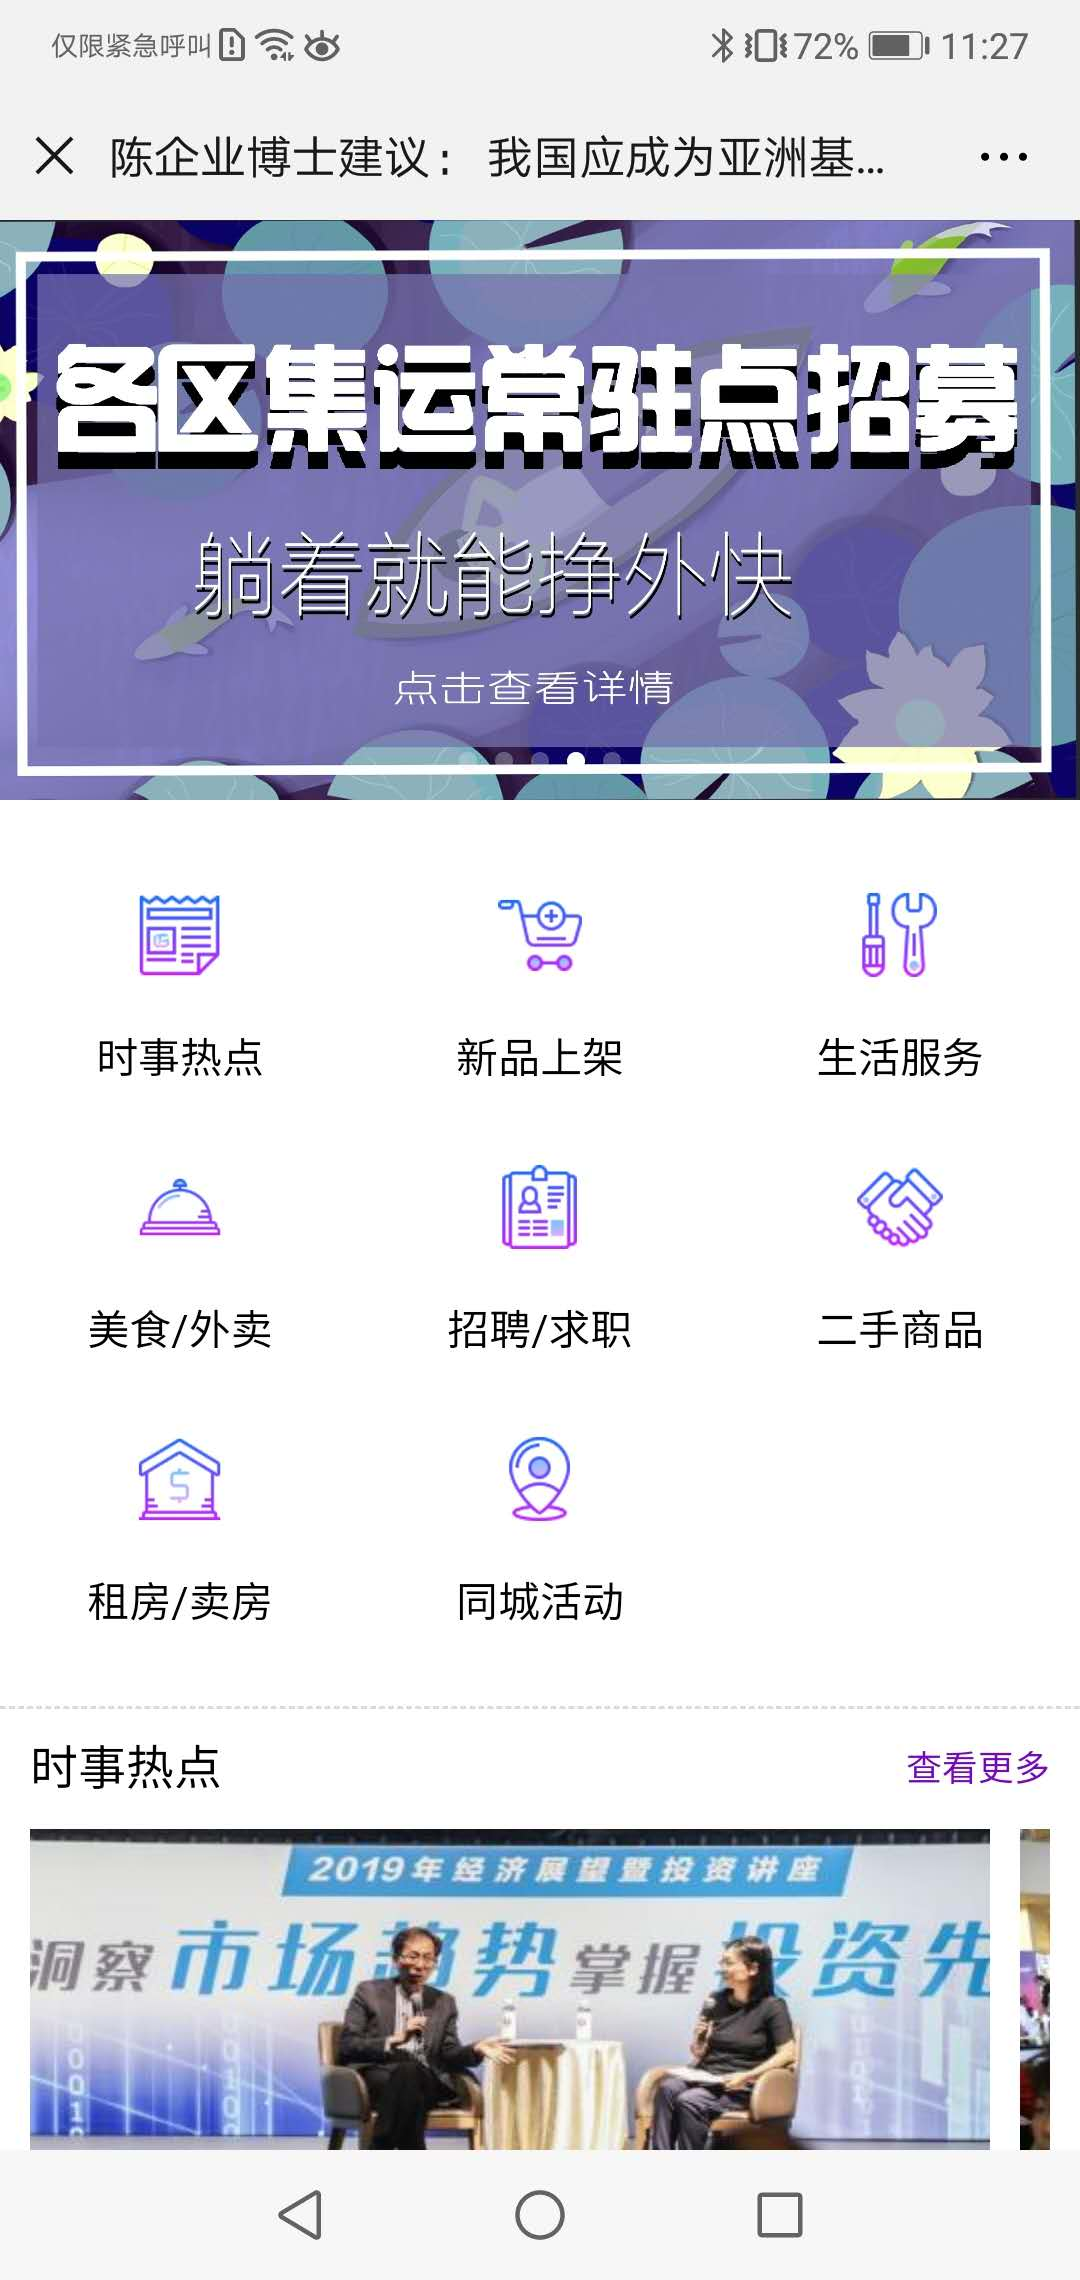 仅限紧急呼叫 72% 11:27
陈企业博士建议：我国应成为亚洲基...
各区集运常驻点招募
躺着就能挣外快
点击查看详情
时事热点 新品上架 生活服务
美食/外卖 招聘/求职 二手商品
租房/卖房 同城活动
时事热点 查看更多
2019年经济展望暨投资讲座
洞察市场趋势掌握投资先